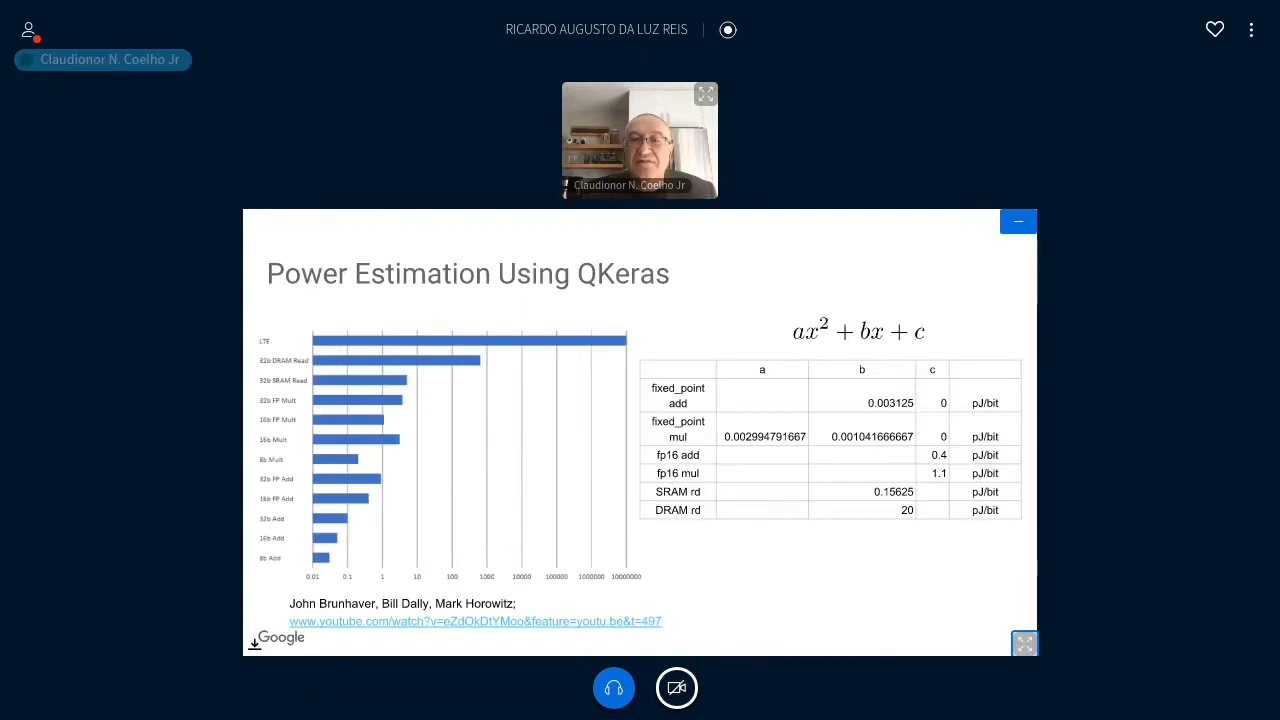 RICARDO AUGUSTO DA LUZ REIS
Claudionor N. Coelho Jr
Claudionor N. Coelho Jr
Power Estimation Using QKeras
LTE
32b DRAM Read
32b SRAM Read
32b FP Mult
16b FP Mult
16b Mult
8b Mult
32b FP Add
16b FP Add
32b Add
16b Add
8b Add
0.01 0.1 1 10 100 1000 10000 100000 1000000 10000000
ax² + bx + c
a b c
fixed_point
add 0.003125 0 pJ/bit
fixed_point
mul 0.002994791667 0.001041666667 0 pJ/bit
fp16 add 0.4 pJ/bit
fp16 mul 1.1 pJ/bit
SRAM rd 0.15625 pJ/bit
DRAM rd 20 pJ/bit
John Brunhaver, Bill Dally, Mark Horowitz;
www.youtube.com/watch?v=eZdOkDtYMoo&feature=youtu.be&t=497
Google